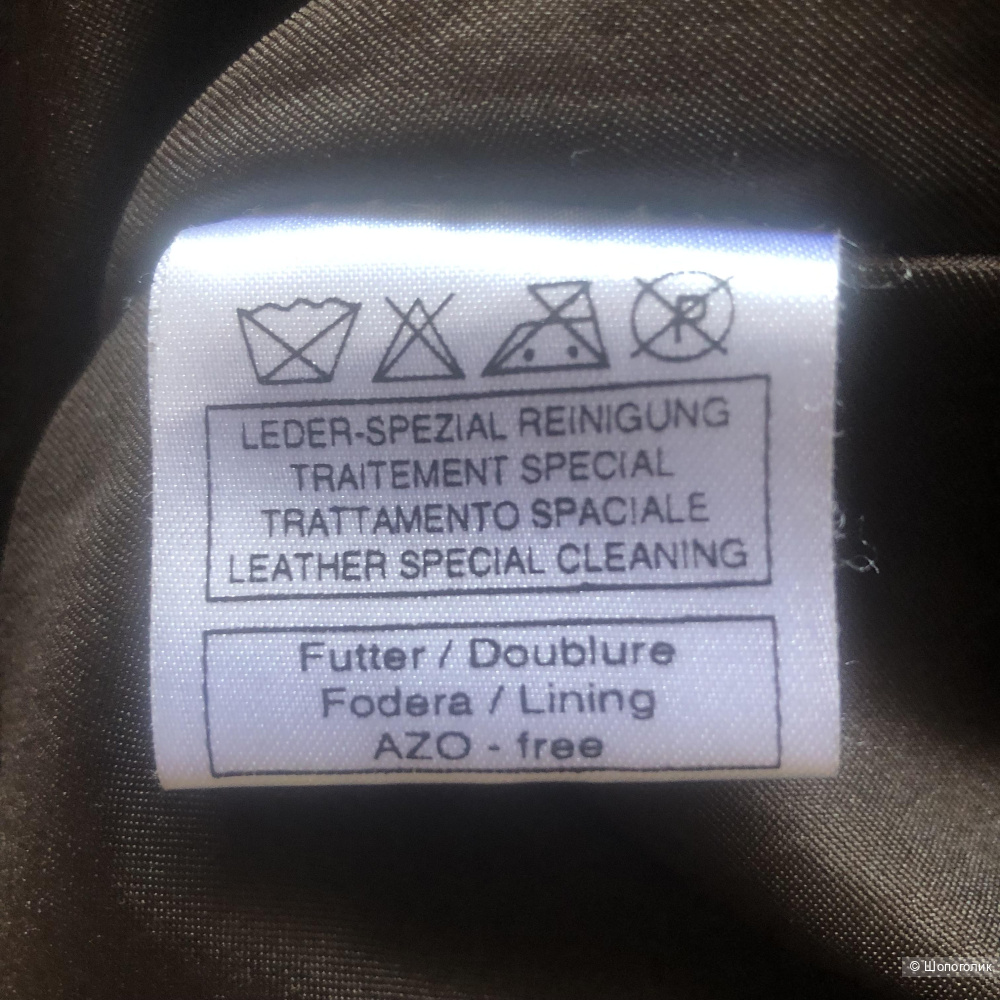 P
LEDER-SPEZIAL REINIGUNG
TRAITEMENT SPECIAL
TRATTAMENTO SPACIALE
LEATHER SPECIAL CLEANING
Futter / Doublure
Fodera / Lining
AZO - free
© Шопоголик